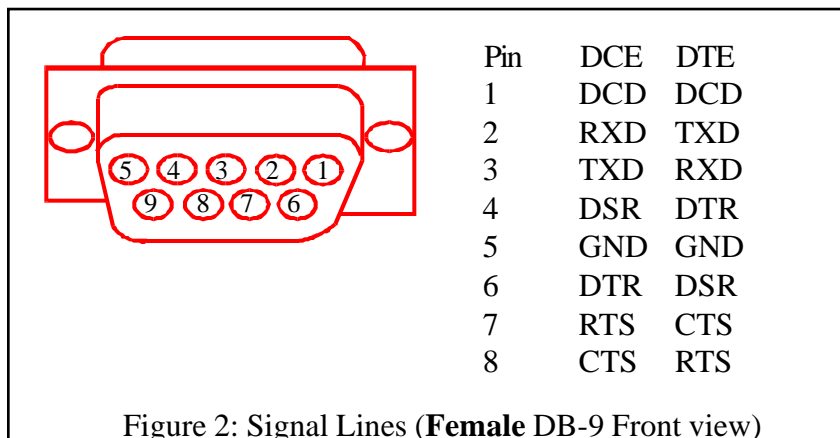 5 4 3 2 1
9 8 7 6
Pin DCE DTE
1 DCD DCD
2 RXD TXD
3 TXD RXD
4 DSR DTR
5 GND GND
6 DTR DSR
7 RTS CTS
8 CTS RTS
Figure 2: Signal Lines (Female DB-9 Front view)